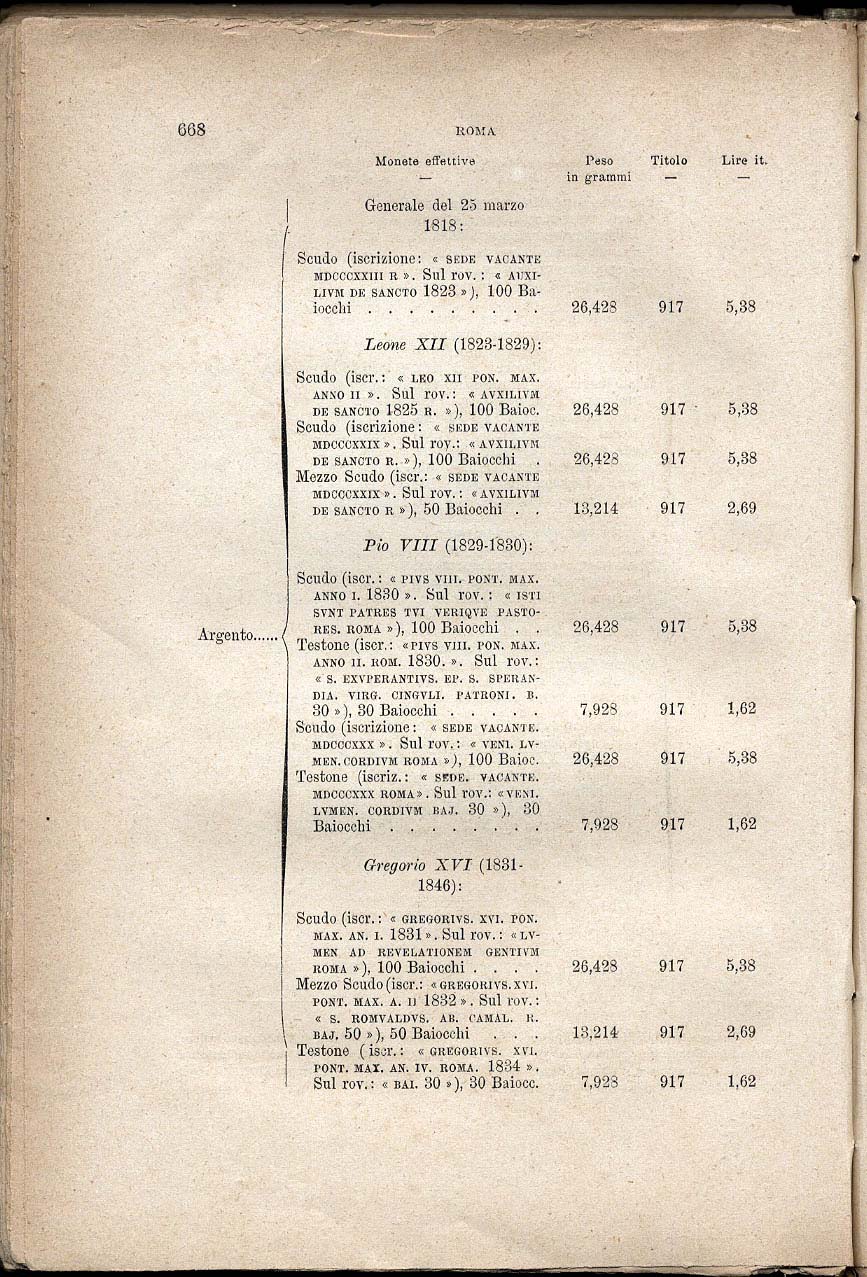 668 ROMA
Monete effettive Peso Titolo Lire it.
— in grammi — —
Generale del 25 marzo
1818:
Scudo (iscrizione: « SEDE VACANTE
MDCCCXXIII R ». Sul rov.: « AUXI-
LIVM DE SANCTO 1823 »), 100 Ba-
iocchi . . . . . . . . . 26,428 917 5,38
Leone XII (1823-1829):
Scudo (iscr.: « LEO XII PON. MAX.
ANNO II ». Sul rov.: « AVXILIVM
DE SANCTO 1825 R. »), 100 Baioc. 26,428 917 5,38
Scudo (iscrizione: « SEDE VACANTE
MDCCCXXIX ». Sul rov.: « AVXILIVM
DE SANCTO R. »), 100 Baiocchi . 26,428 917 5,38
Mezzo Scudo (iscr.: « SEDE VACANTE
MDCCCXXIX ». Sul rov.: « AVXILIVM
DE SANCTO R »), 50 Baiocchi . . 13,214 917 2,69
Pio VIII (1829-1830):
Scudo (iscr.: « PIVS VIII. PONT. MAX.
ANNO I. 1830 ». Sul rov.: « ISTI
SVNT PATRES TVI VERIQVE PASTO-
RES. ROMA »), 100 Baiocchi . . 26,428 917 5,38
Argento......
Testone (iscr.: «PIVS VIII. PON. MAX.
ANNO II. ROM. 1830. ». Sul rov.:
« S. EXVPERANTIVS. EP. S. SPERAN-
DIA. VIRG. CINGVLI. PATRONI. B.
30 »), 30 Baiocchi . . . . . 7,928 917 1,62
Scudo (iscrizione: « SEDE VACANTE.
MDCCCXXX ». Sul rov.: « VENI. LV-
MEN. CORDIVM ROMA »), 100 Baioc. 26,428 917 5,38
Testone (iscriz.: « SEDE. VACANTE.
MDCCCXXX ROMA». Sul rov.: «VENI.
LVMEN. CORDIVM BAJ. 30 »), 30
Baiocchi . . . . . . . . 7,928 917 1,62
Gregorio XVI (1831-
1846):
Scudo (iscr.: « GREGORIVS. XVI. PON.
MAX. AN. I. 1831 ». Sul rov.: « LV-
MEN AD REVELATIONEM GENTIVM
ROMA »), 100 Baiocchi . . . . 26,428 917 5,38
Mezzo Scudo (iscr.: «GREGORIVS. XVI.
PONT. MAX. A. II 1832 ». Sul rov.:
« S. ROMVALDVS. AB. CAMAL. R.
BAJ. 50 »), 50 Baiocchi . . . 13,214 917 2,69
Testone (iscr.: « GREGORIVS. XVI.
PONT. MAX. AN. IV. ROMA. 1834 ».
Sul rov.: « BAI. 30 »), 30 Baiocc. 7,928 917 1,62